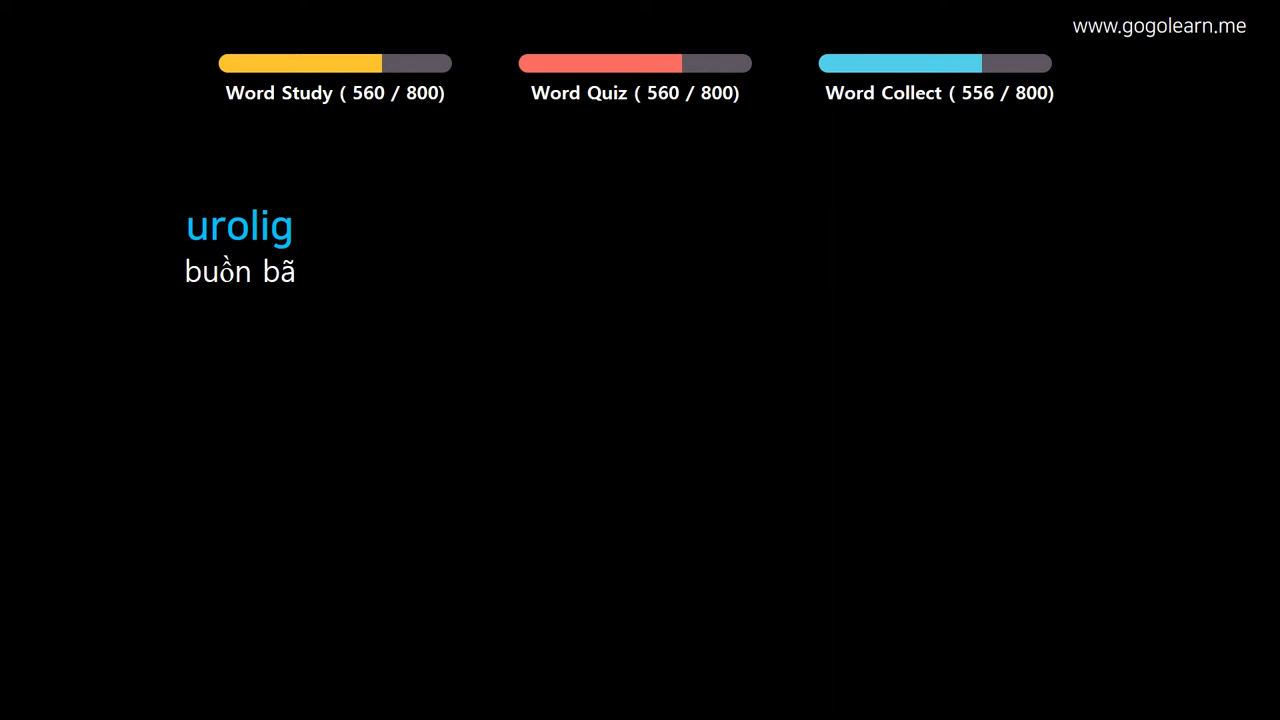 www.gogolearn.me
Word Study ( 560 / 800)
Word Quiz ( 560 / 800)
Word Collect ( 556 / 800)
urolig
buồn bã